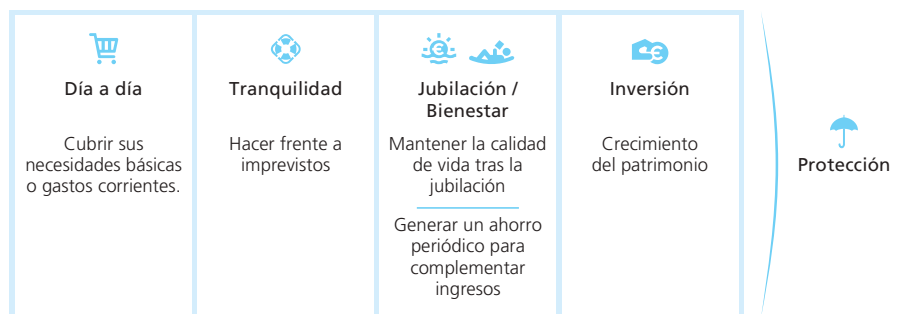 Día a día
Cubrir sus
necesidades básicas
o gastos corrientes.
Tranquilidad
Hacer frente a
imprevistos
Jubilación /
Bienestar
Mantener la calidad
de vida tras la
jubilación
Generar un ahorro
periódico para
complementar
ingresos
Inversión
Crecimiento
del patrimonio
Protección